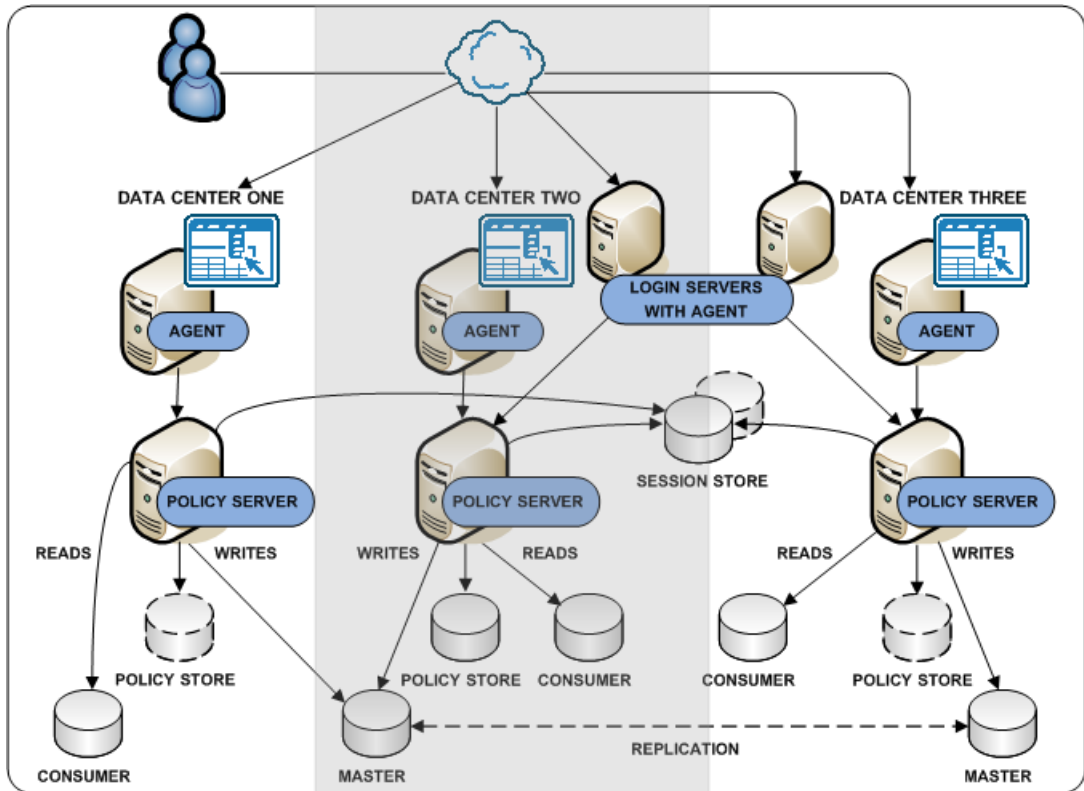 DATA CENTER ONE
DATA CENTER TWO
DATA CENTER THREE
LOGIN SERVERS
WITH AGENT
AGENT
AGENT
AGENT
SESSION STORE
POLICY SERVER
POLICY SERVER
POLICY SERVER
READS
WRITES
WRITES
READS
READS
WRITES
POLICY STORE
POLICY STORE
CONSUMER
CONSUMER
POLICY STORE
REPLICATION
CONSUMER
MASTER
MASTER